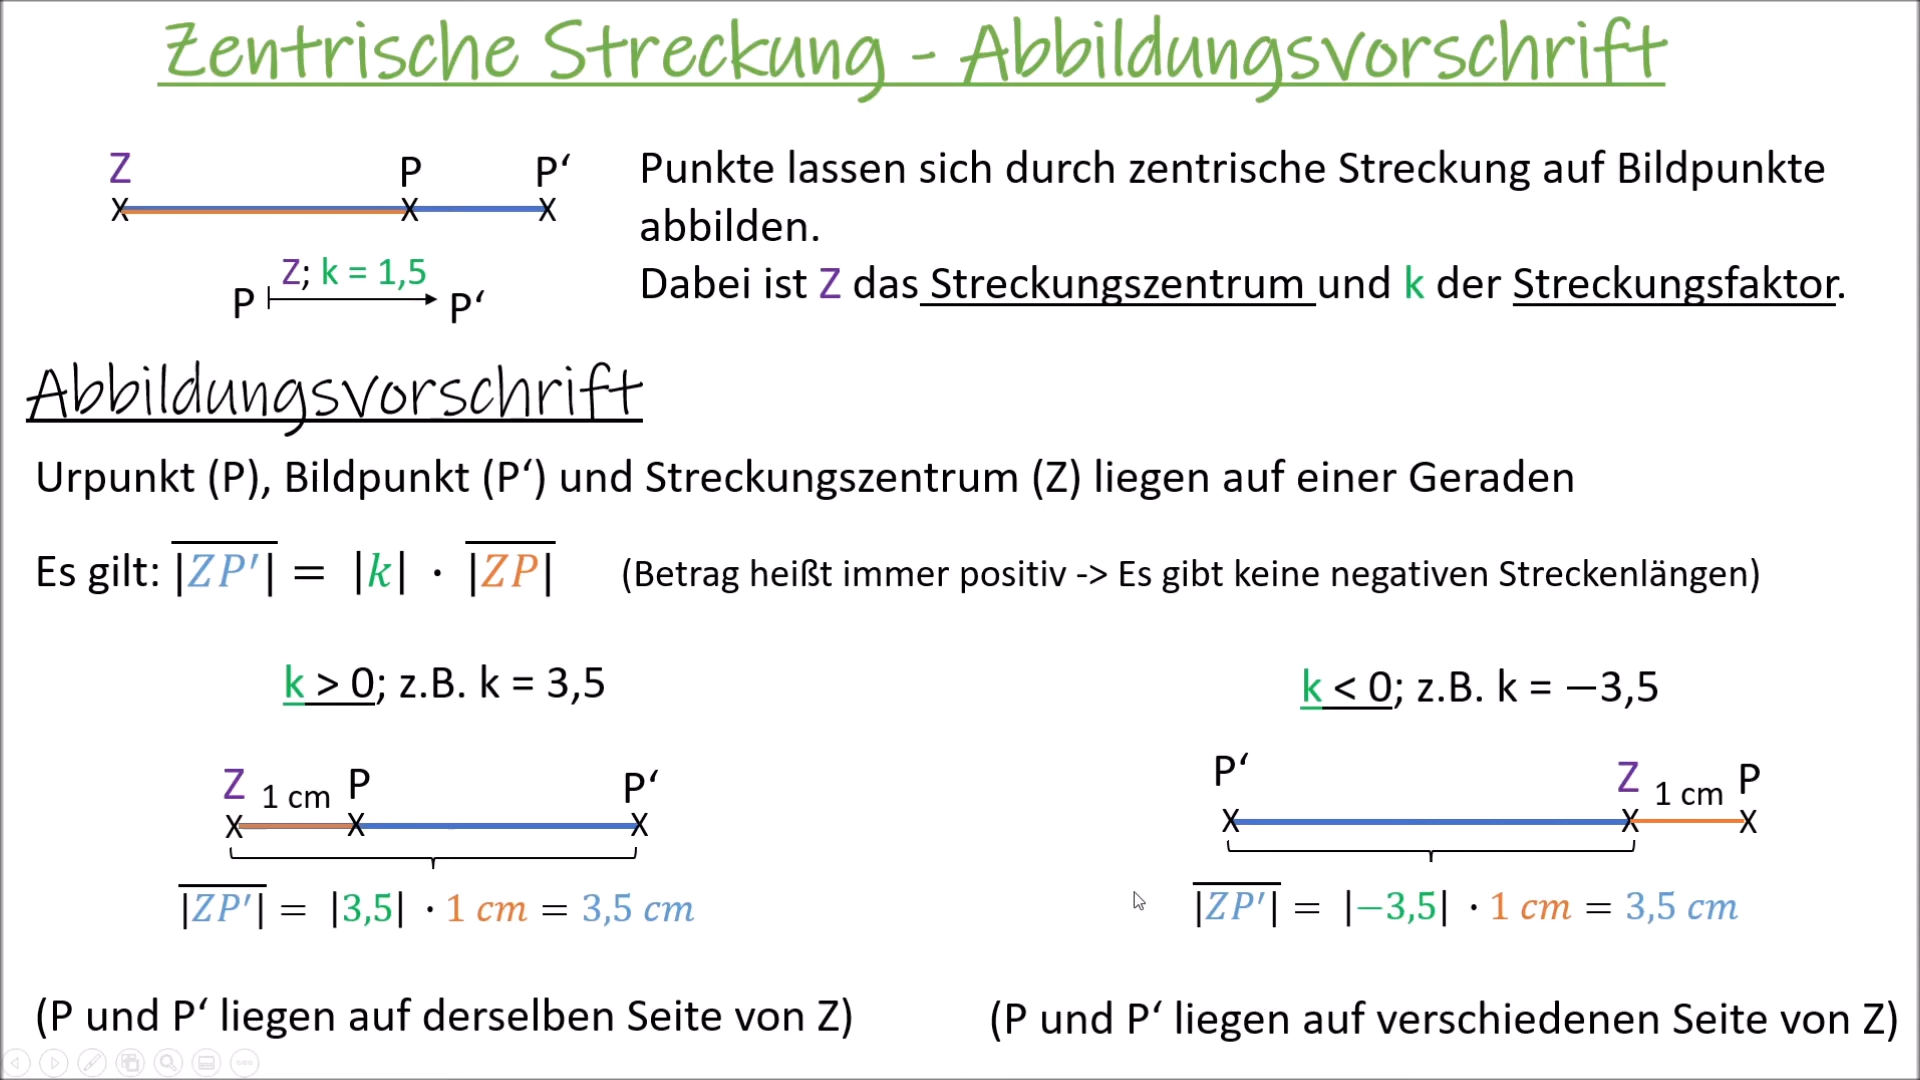 Zentrische Streckung - Abbildungsvorschrift
Z P P‘
X X X
Z; k = 1,5
P P‘
Punkte lassen sich durch zentrische Streckung auf Bildpunkte
abbilden.
Dabei ist Z das Streckungszentrum und k der Streckungsfaktor.
Abbildungsvorschrift
Urpunkt (P), Bildpunkt (P‘) und Streckungszentrum (Z) liegen auf einer Geraden
Es gilt: |ZP'| = |k| · |ZP| (Betrag heißt immer positiv -> Es gibt keine negativen Streckenlängen)
k > 0; z.B. k = 3,5
Z 1 cm P P‘
X X X
|ZP'| = |3,5| · 1 cm = 3,5 cm
(P und P‘ liegen auf derselben Seite von Z)
k < 0; z.B. k = −3,5
P‘ Z 1 cm P
X X X
|ZP'| = |−3,5| · 1 cm = 3,5 cm
(P und P‘ liegen auf verschiedenen Seite von Z)